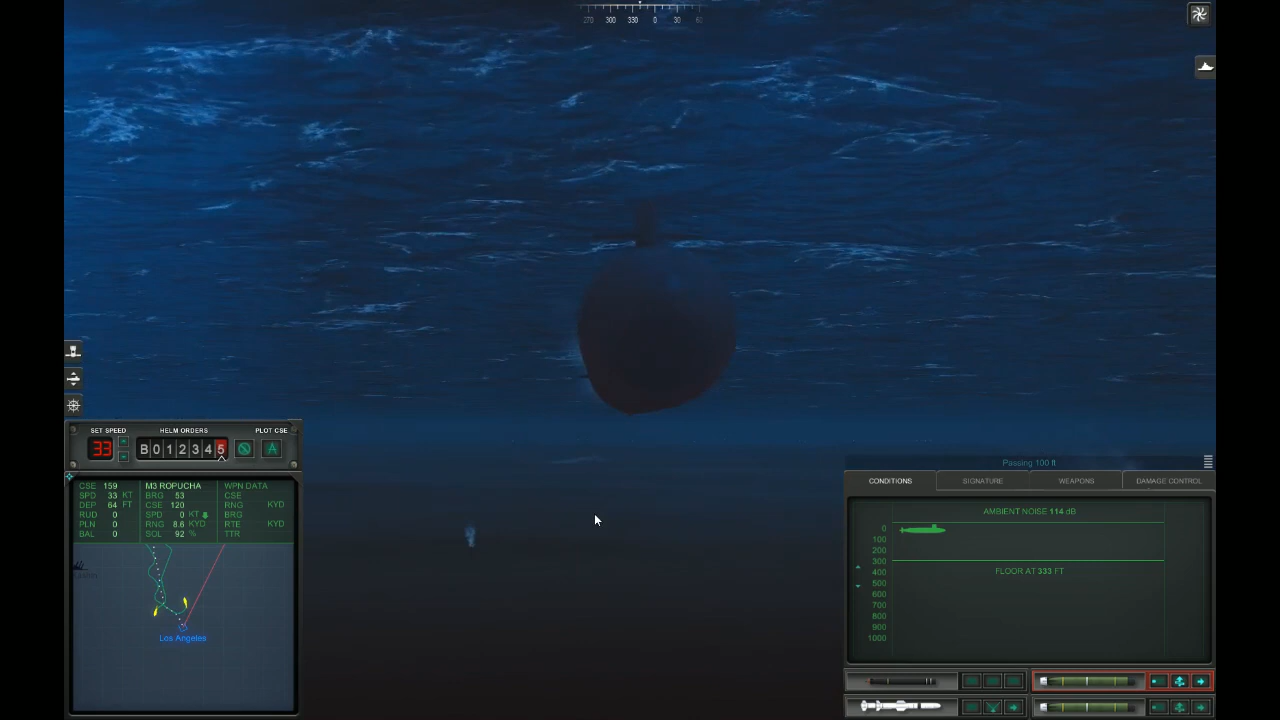 270 300 330 0 30 60
SET SPEED HELM ORDERS PLOT CSE
33 B 0 1 2 3 4 5 A
CSE 159 M3 ROPUCHA WPN DATA
SPD 33 KT BRG 53 CSE
DEP 64 FT CSE 120 RNG KYD
RUD 0 SPD 0 KT BRG
PLN 0 RNG 8.6 KYD RTE KYD
BAL 0 SOL 92 % TTR
Los Angeles
Passing 100 ft
CONDITIONS SIGNATURE WEAPONS DAMAGE CONTROL
AMBIENT NOISE 114 dB
0
100
200
300
400 FLOOR AT 333 FT
500
600
700
800
900
1000